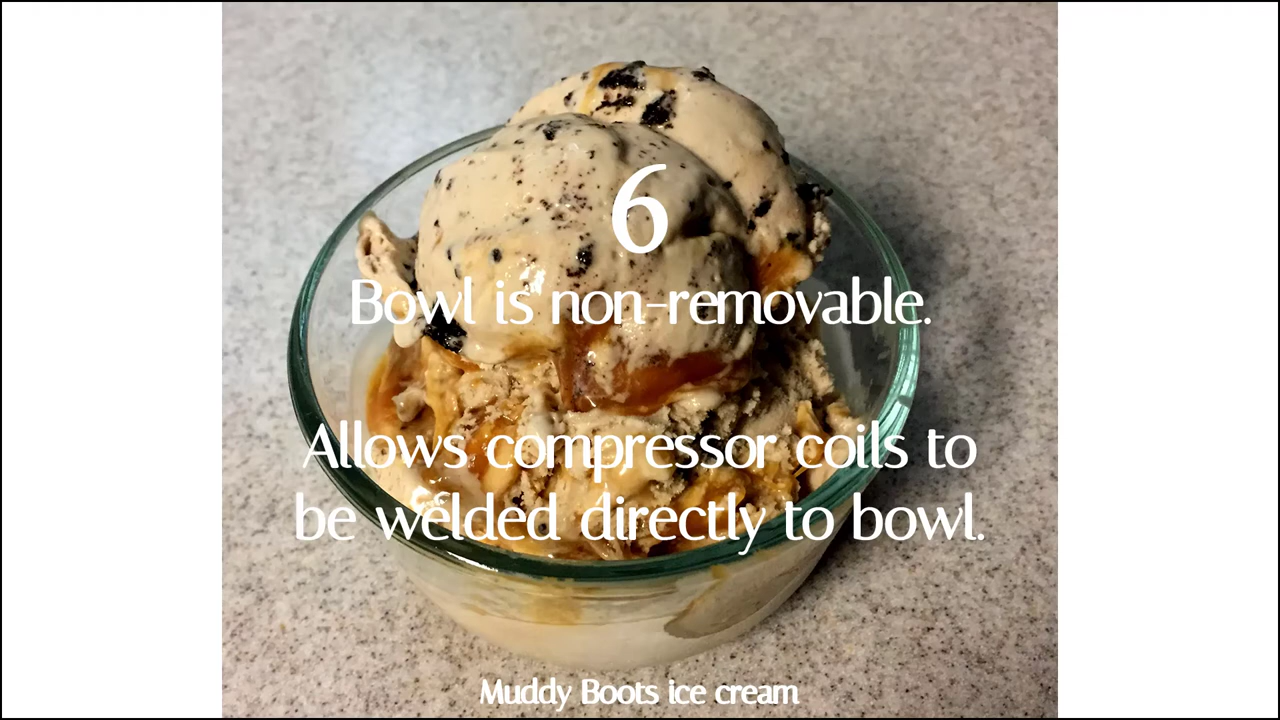 6
Bowl is non-removable.
Allows compressor coils to
be welded directly to bowl.
Muddy Boots ice cream